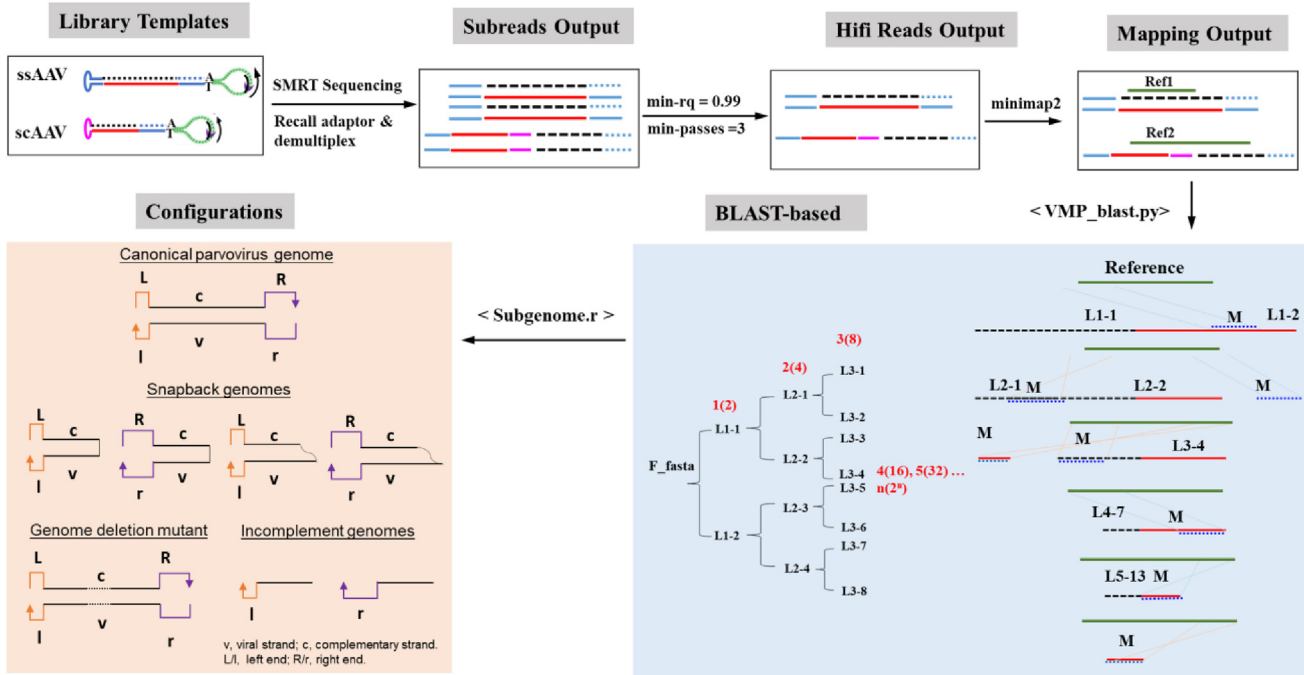 Library Templates
Subreads Output
Hifi Reads Output
Mapping Output
ssAAV
A
T
scAAV
A
T
SMRT Sequencing
Recall adaptor &
demultiplex
min-rq = 0.99
min-passes =3
minimap2
Ref1
Ref2
< VMP_blast.py>
Configurations
BLAST-based
< Subgenome.r >
Canonical parvovirus genome
L
R
c
v
l
r
Snapback genomes
L
c
R
c
L
c
R
c
v
v
v
v
l
r
l
r
Genome deletion mutant
Incomplement genomes
L
R
c
v
l
r
l
r
v, viral strand; c, complementary strand.
L/l, left end; R/r, right end.
3(8)
2(4)
1(2)
L3-1
L2-1
L3-2
L1-1
L3-3
L2-2
F_fasta
L3-4
4(16), 5(32) ...
L3-5
n(2ⁿ)
L2-3
L3-6
L1-2
L3-7
L2-4
L3-8
Reference
L1-1
M
L1-2
L2-1
M
L2-2
M
M
M
L3-4
L4-7
M
L5-13
M
M